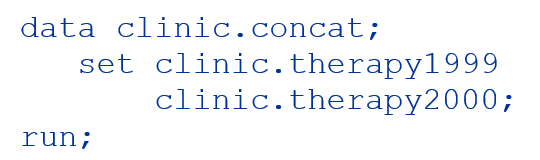 data clinic.concat;
set clinic.therapy1999
clinic.therapy2000;
run;